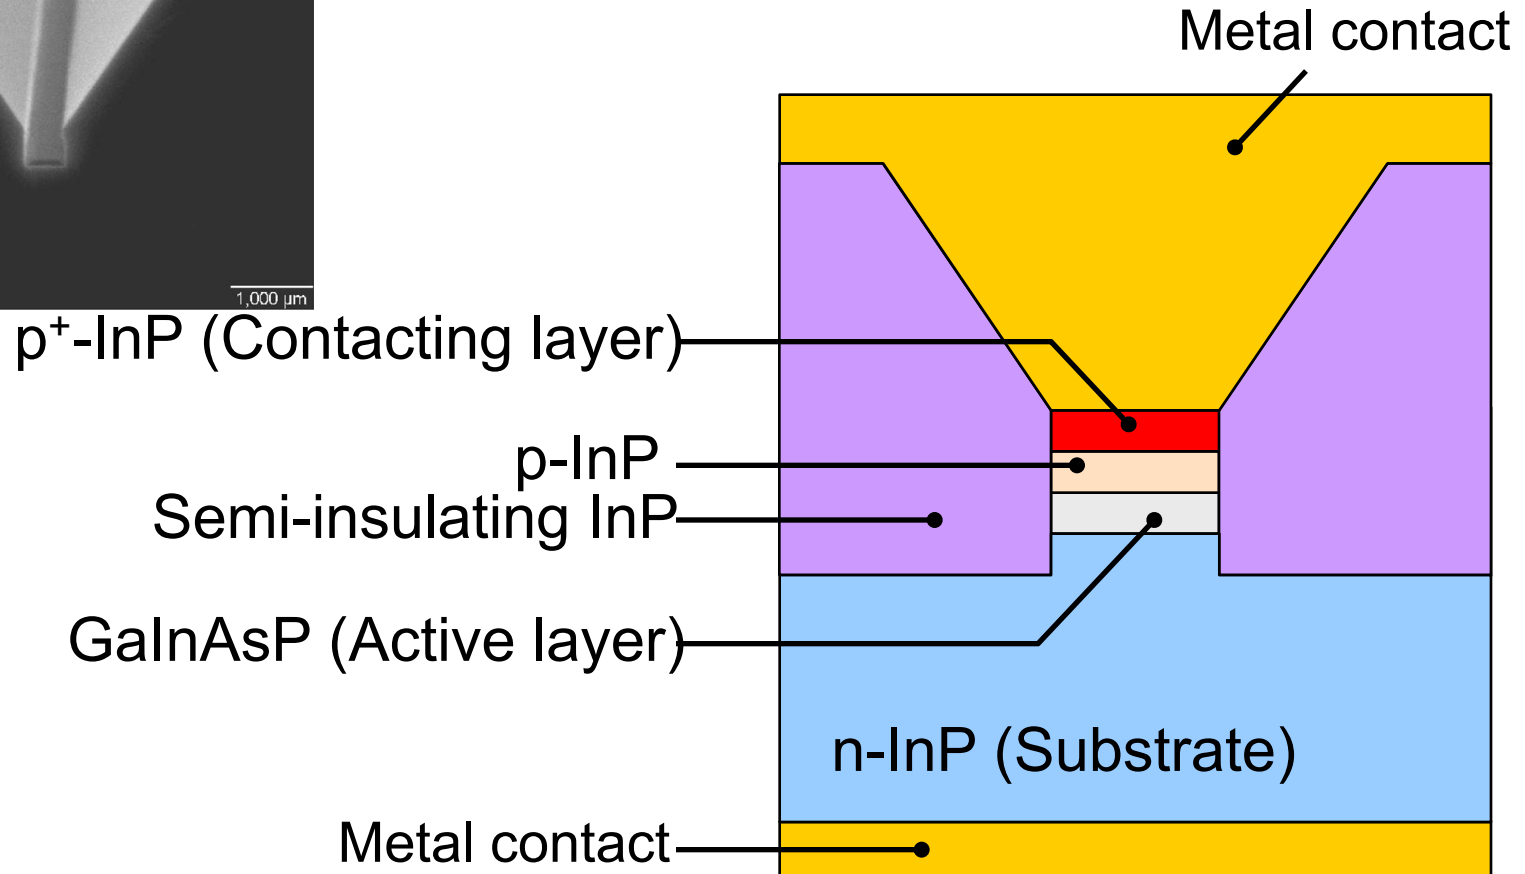 Metal contact
1,000 µm
p⁺-InP (Contacting layer)
p-InP
Semi-insulating InP
GaInAsP (Active layer)
n-InP (Substrate)
Metal contact